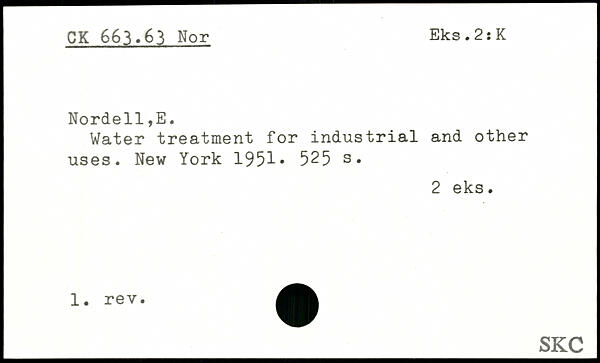 CK 663.63 Nor
Eks.2:K
Nordell,E.
Water treatment for industrial and other
uses. New York 1951. 525 s.
2 eks.
1. rev.
SKC